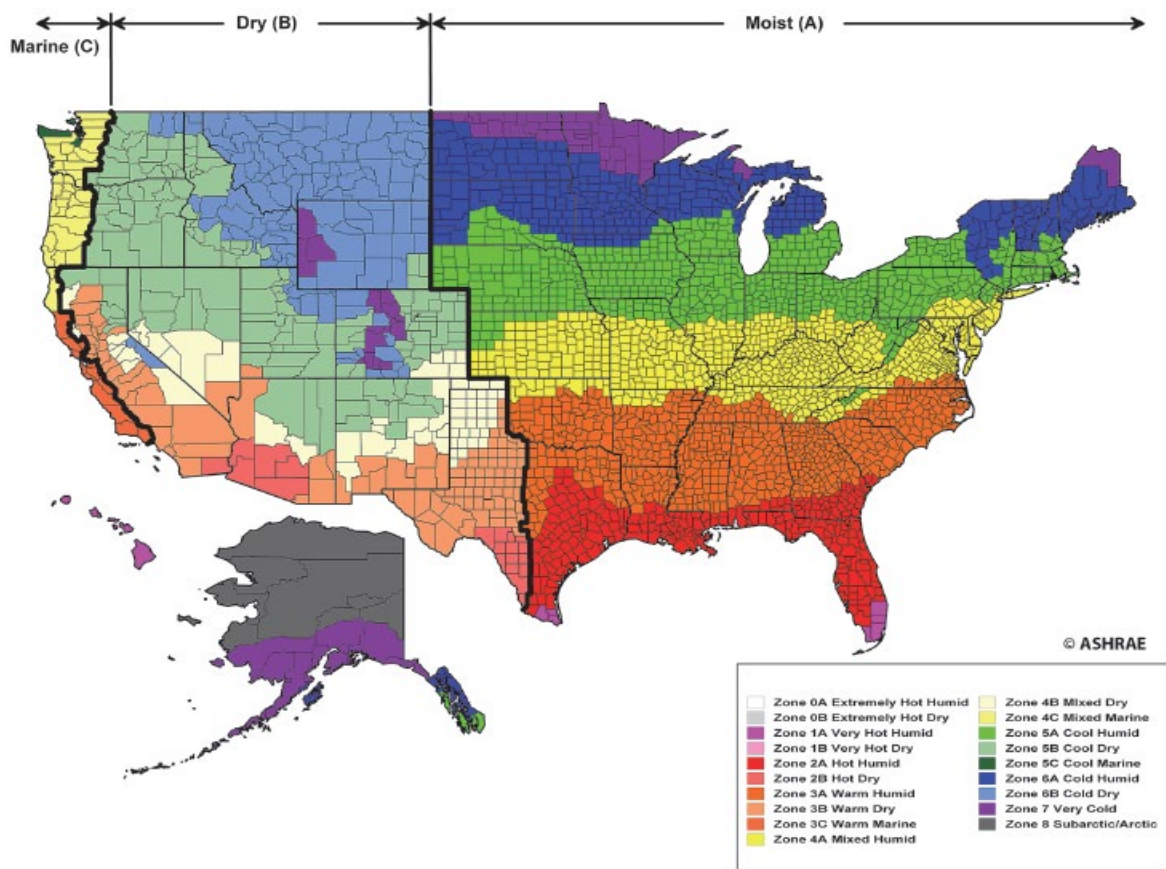 Dry (B)
Moist (A)
Marine (C)
© ASHRAE
Zone 0A Extremely Hot Humid
Zone 0B Extremely Hot Dry
Zone 1A Very Hot Humid
Zone 1B Very Hot Dry
Zone 2A Hot Humid
Zone 2B Hot Dry
Zone 3A Warm Humid
Zone 3B Warm Dry
Zone 3C Warm Marine
Zone 4A Mixed Humid
Zone 4B MIxed Dry
Zone 4C Mixed Marine
Zone 5A Cool Humid
Zone 5B Cool Dry
Zone 5C Cool Marine
Zone 6A Cold Humid
Zone 6B Cold Dry
Zone 7 Very Cold
Zone 8 Subarctic/Arctic